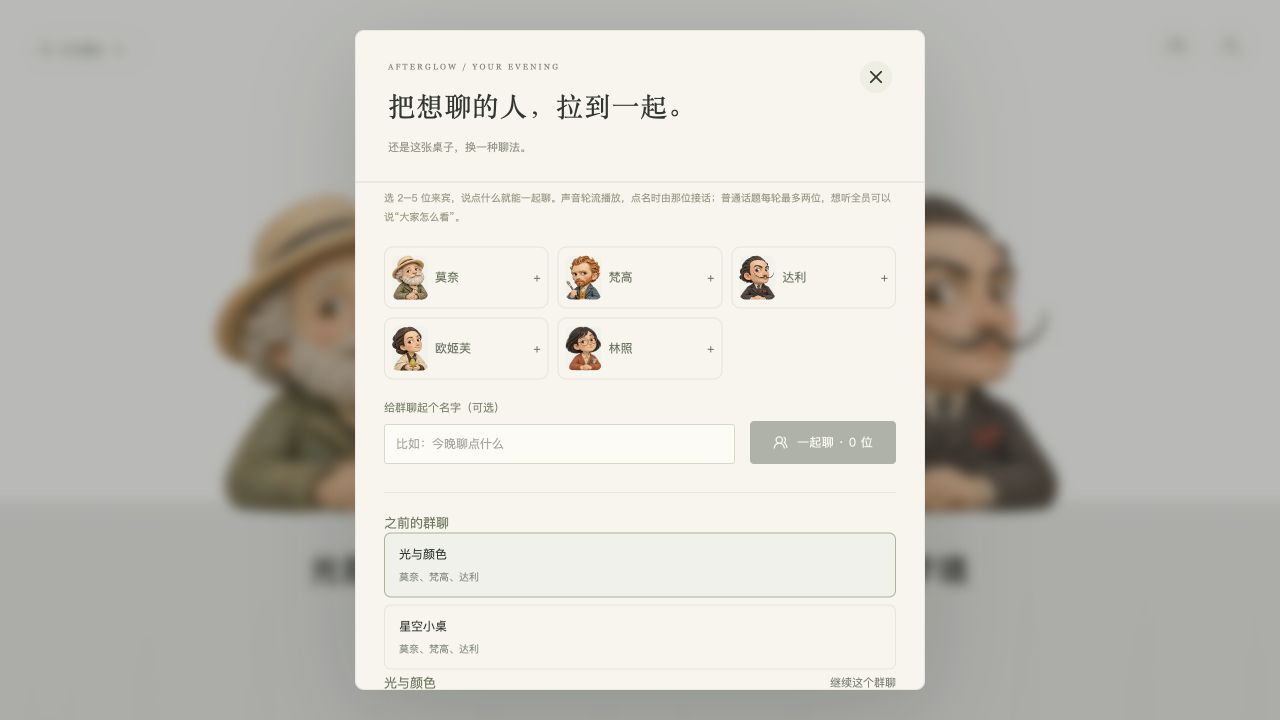 AFTERGLOW / YOUR EVENING
把想聊的人，拉到一起。
还是这张桌子，换一种聊法。
选 2–5 位来宾，说点什么就能一起聊。声音轮流播放，点名时由那位接话；普通话题每轮最多两位，想听全员可以
说“大家怎么看”。
莫奈 +
梵高 +
达利 +
欧姬芙 +
林照 +
给群聊起个名字（可选）
比如：今晚聊点什么
一起聊 · 0 位
之前的群聊
光与颜色
莫奈、梵高、达利
星空小桌
莫奈、梵高、达利
光与颜色
继续这个群聊